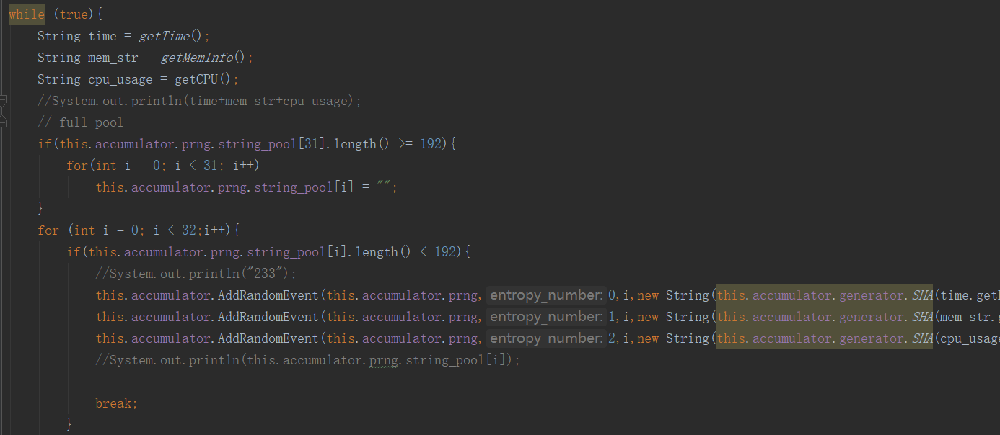 while (true){
String time = getTime();
String mem_str = getMemInfo();
String cpu_usage = getCPU();
//System.out.println(time+mem_str+cpu_usage);
// full pool
if(this.accumulator.prng.string_pool[31].length() >= 192){
for(int i = 0; i < 31; i++)
this.accumulator.prng.string_pool[i] = "";
}
for (int i = 0; i < 32;i++){
if(this.accumulator.prng.string_pool[i].length() < 192){
//System.out.println("233");
this.accumulator.AddRandomEvent(this.accumulator.prng, entropy_number: 0,i,new String(this.accumulator.generator.SHA(time.get
this.accumulator.AddRandomEvent(this.accumulator.prng, entropy_number: 1,i,new String(this.accumulator.generator.SHA(mem_str.
this.accumulator.AddRandomEvent(this.accumulator.prng, entropy_number: 2,i,new String(this.accumulator.generator.SHA(cpu_usage
//System.out.println(this.accumulator.prng.string_pool[i]);
break;
}